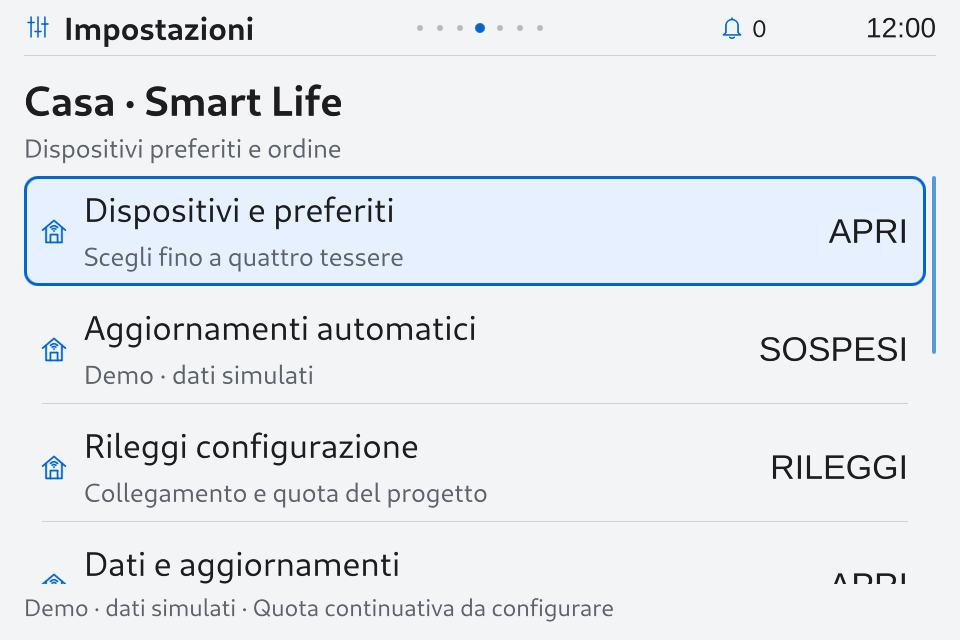 Impostazioni
0
12:00
Casa · Smart Life
Dispositivi preferiti e ordine
Dispositivi e preferiti
APRI
Scegli fino a quattro tessere
Aggiornamenti automatici
SOSPESI
Demo · dati simulati
Rileggi configurazione
RILEGGI
Collegamento e quota del progetto
Dati e aggiornamenti
APRI
Demo · dati simulati · Quota continuativa da configurare